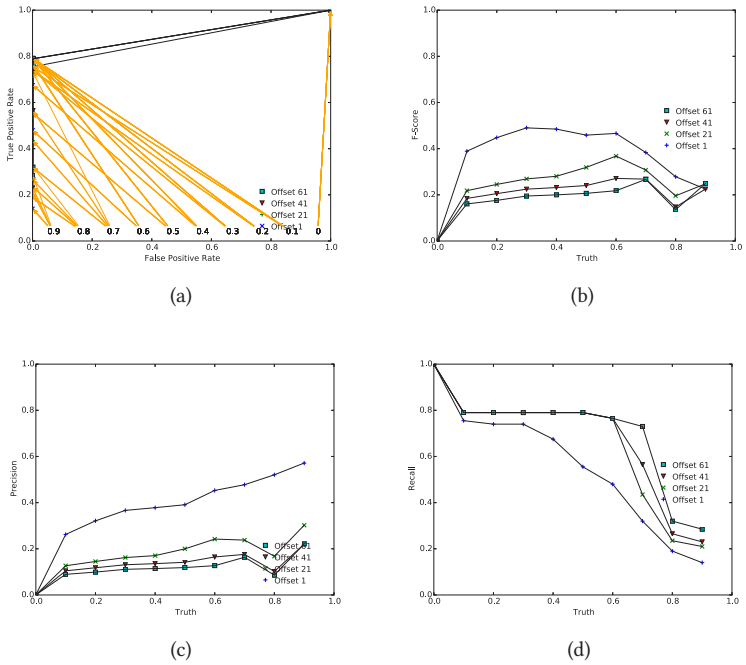 1.0
0.8
0.6
0.4
0.2
0.0
True Positive Rate
Offset 61
Offset 41
Offset 21
Offset 1
0.9 0.8 0.7 0.6 0.5 0.4 0.3 0.2 0.1 0
0.0 0.2 0.4 0.6 0.8 1.0
False Positive Rate
(a)
1.0
0.8
0.6
0.4
0.2
0.0
F-Score
Offset 61
Offset 41
Offset 21
Offset 1
0.0 0.2 0.4 0.6 0.8 1.0
Truth
(b)
1.0
0.8
0.6
0.4
0.2
0.0
Precision
Offset 61
Offset 41
Offset 21
Offset 1
0.0 0.2 0.4 0.6 0.8 1.0
Truth
(c)
1.0
0.8
0.6
0.4
0.2
0.0
Recall
Offset 61
Offset 41
Offset 21
Offset 1
0.0 0.2 0.4 0.6 0.8 1.0
Truth
(d)